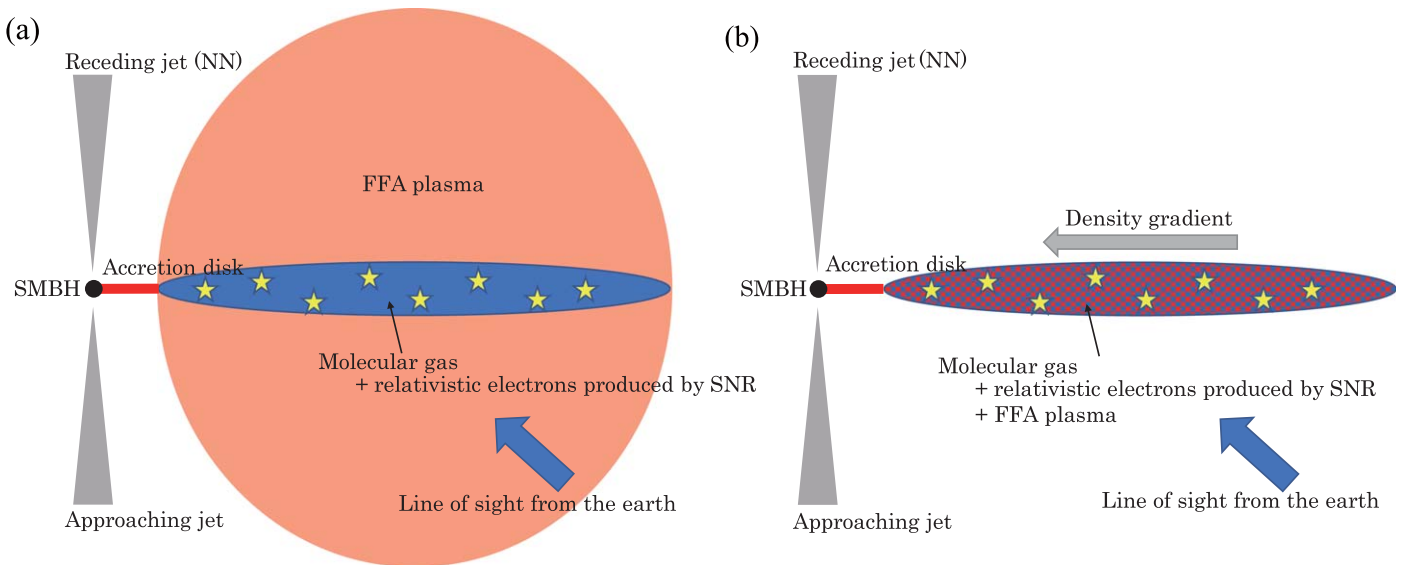 (a)
Receding jet (NN)
FFA plasma
Accretion disk
SMBH
Molecular gas
+ relativistic electrons produced by SNR
Line of sight from the earth
Approaching jet
(b)
Receding jet (NN)
Density gradient
Accretion disk
SMBH
Molecular gas
+ relativistic electrons produced by SNR
+ FFA plasma
Line of sight from the earth
Approaching jet